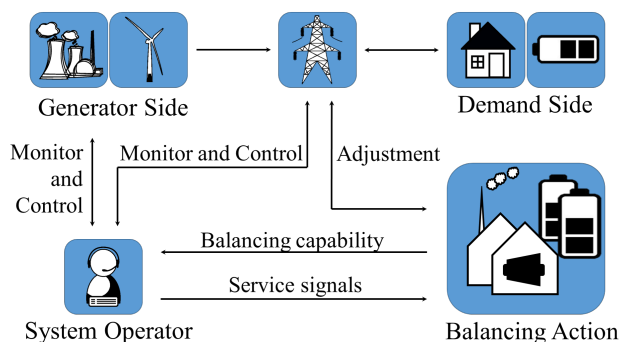 Generator Side
Demand Side
Monitor
and
Control
Monitor and Control
Adjustment
Balancing capability
Service signals
System Operator
Balancing Action